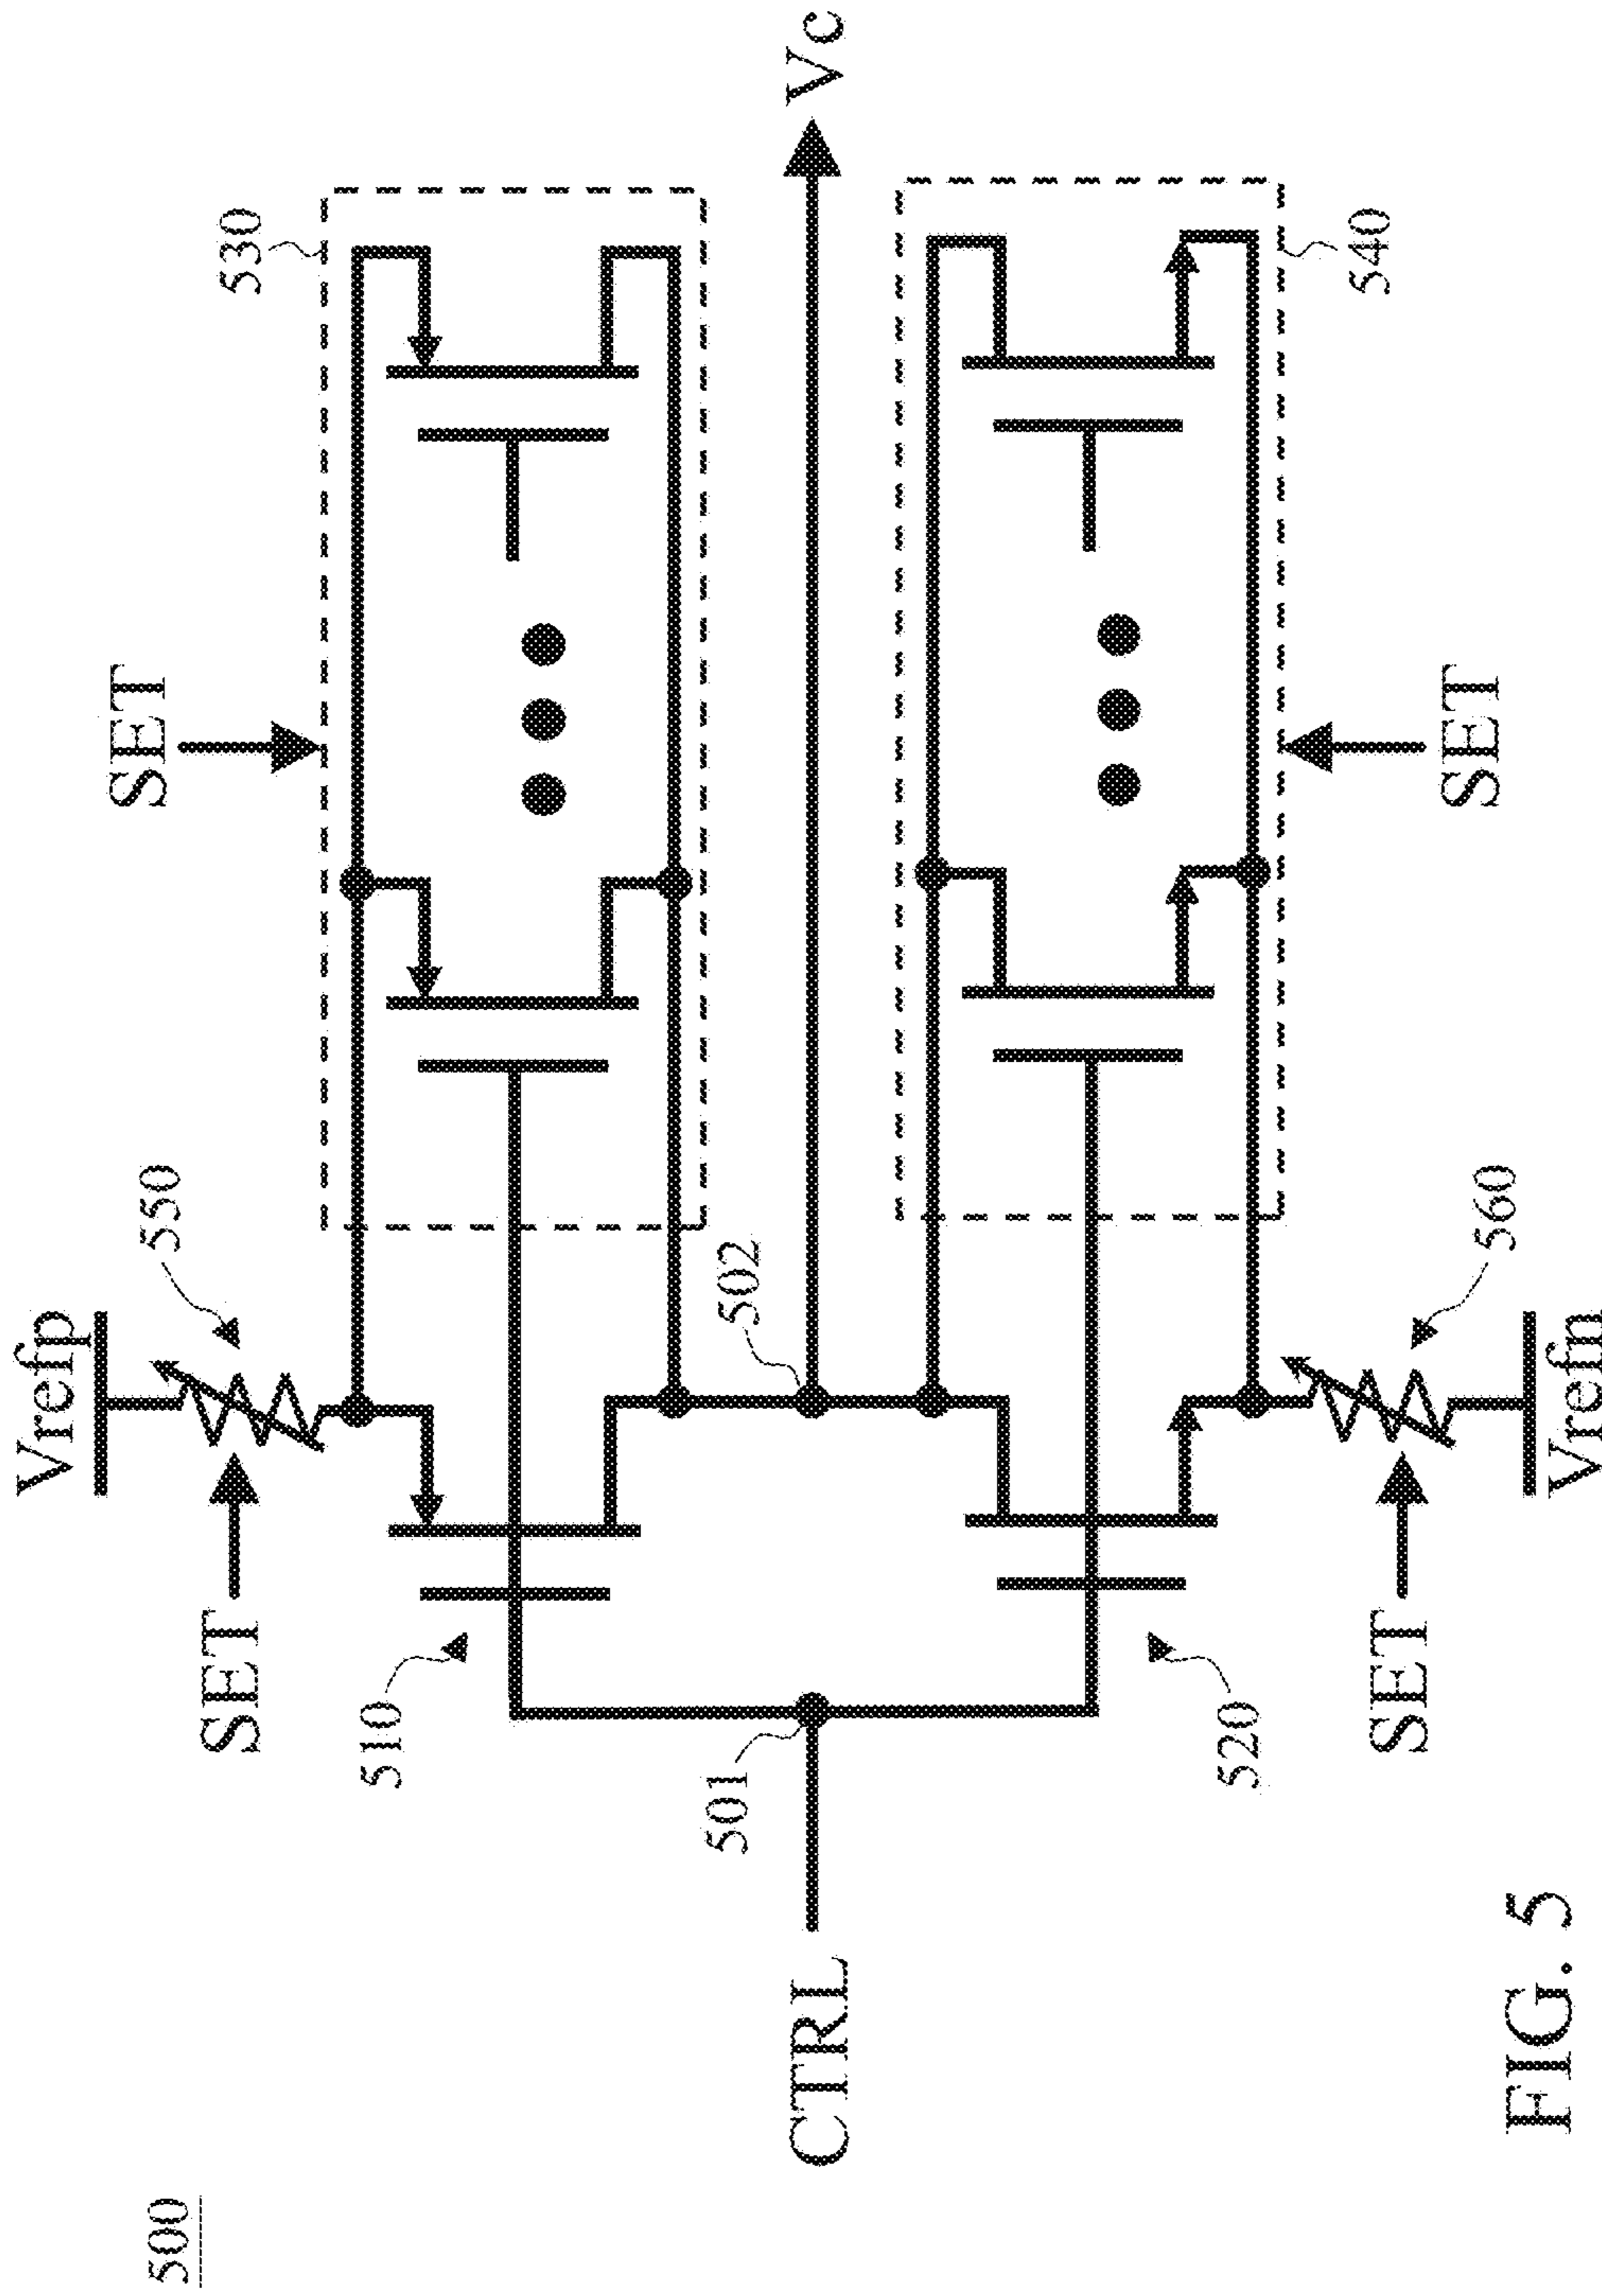 500
Vrefp
550
SET
SET
530
510
501
502
CTRL
Vc
520
540
SET
SET
560
Vrefn
FIG. 5